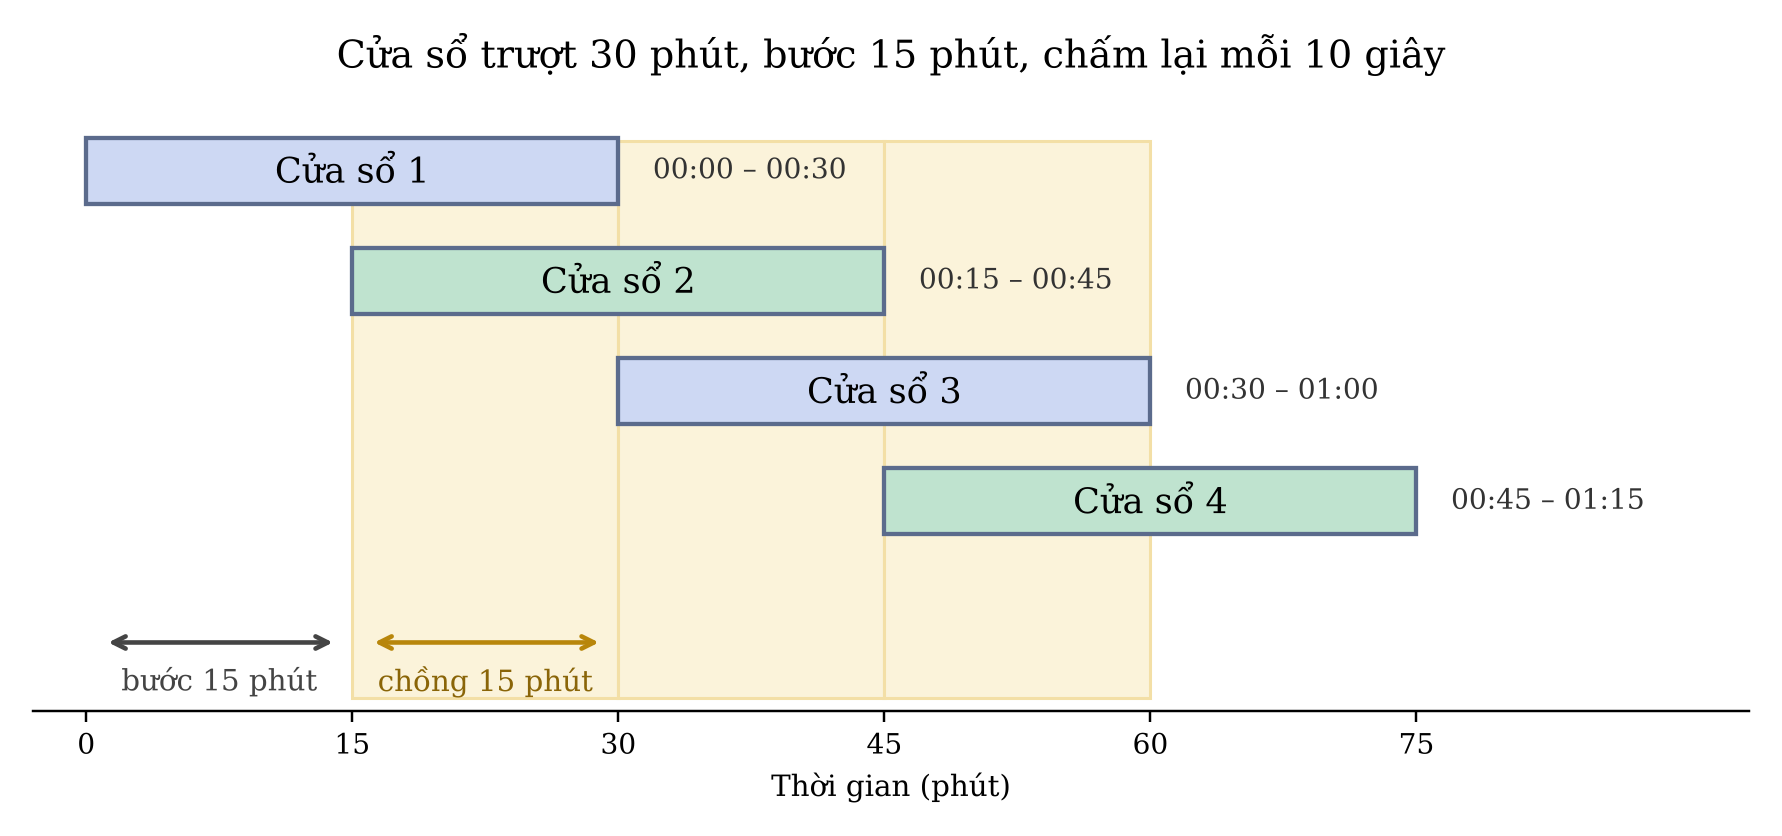 Cửa sổ trượt 30 phút, bước 15 phút, chấm lại mỗi 10 giây
Cửa sổ 1
00:00 – 00:30
Cửa sổ 2
00:15 – 00:45
Cửa sổ 3
00:30 – 01:00
Cửa sổ 4
00:45 – 01:15
bước 15 phút
chồng 15 phút
0 15 30 45 60 75
Thời gian (phút)